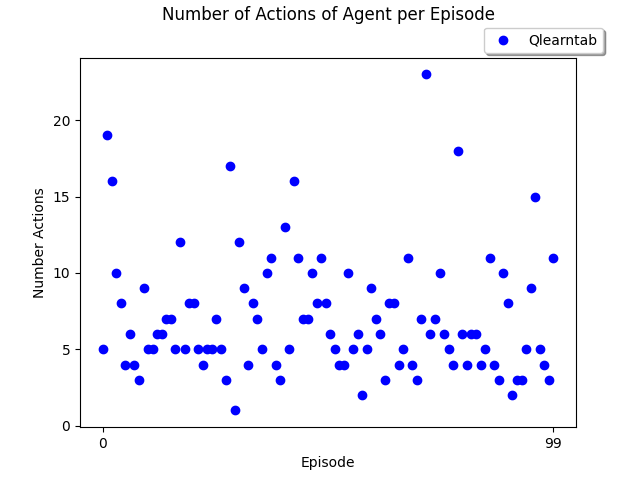 Number of Actions of Agent per Episode
Qlearntab
20
15
10
5
0
Number Actions
0 99
Episode